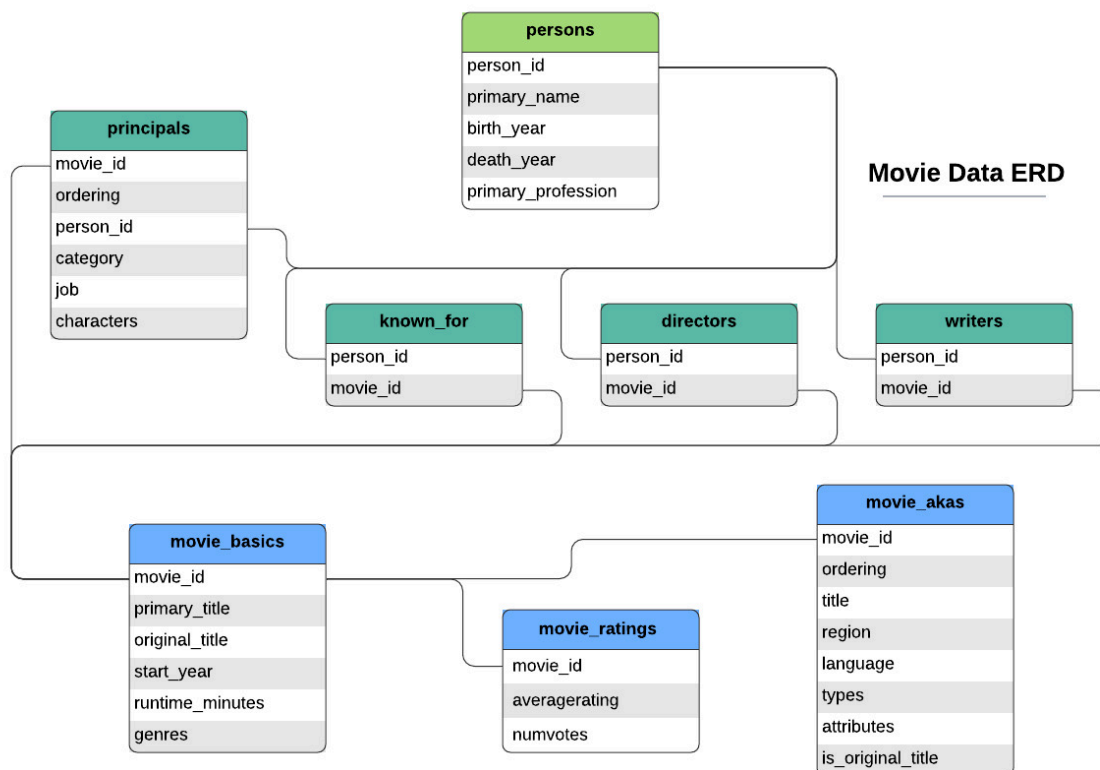 persons
person_id
primary_name
birth_year
death_year
primary_profession
principals
movie_id
ordering
person_id
category
job
characters
Movie Data ERD
known_for
person_id
movie_id
directors
person_id
movie_id
writers
person_id
movie_id
movie_basics
movie_id
primary_title
original_title
start_year
runtime_minutes
genres
movie_ratings
movie_id
averagerating
numvotes
movie_akas
movie_id
ordering
title
region
language
types
attributes
is_original_title